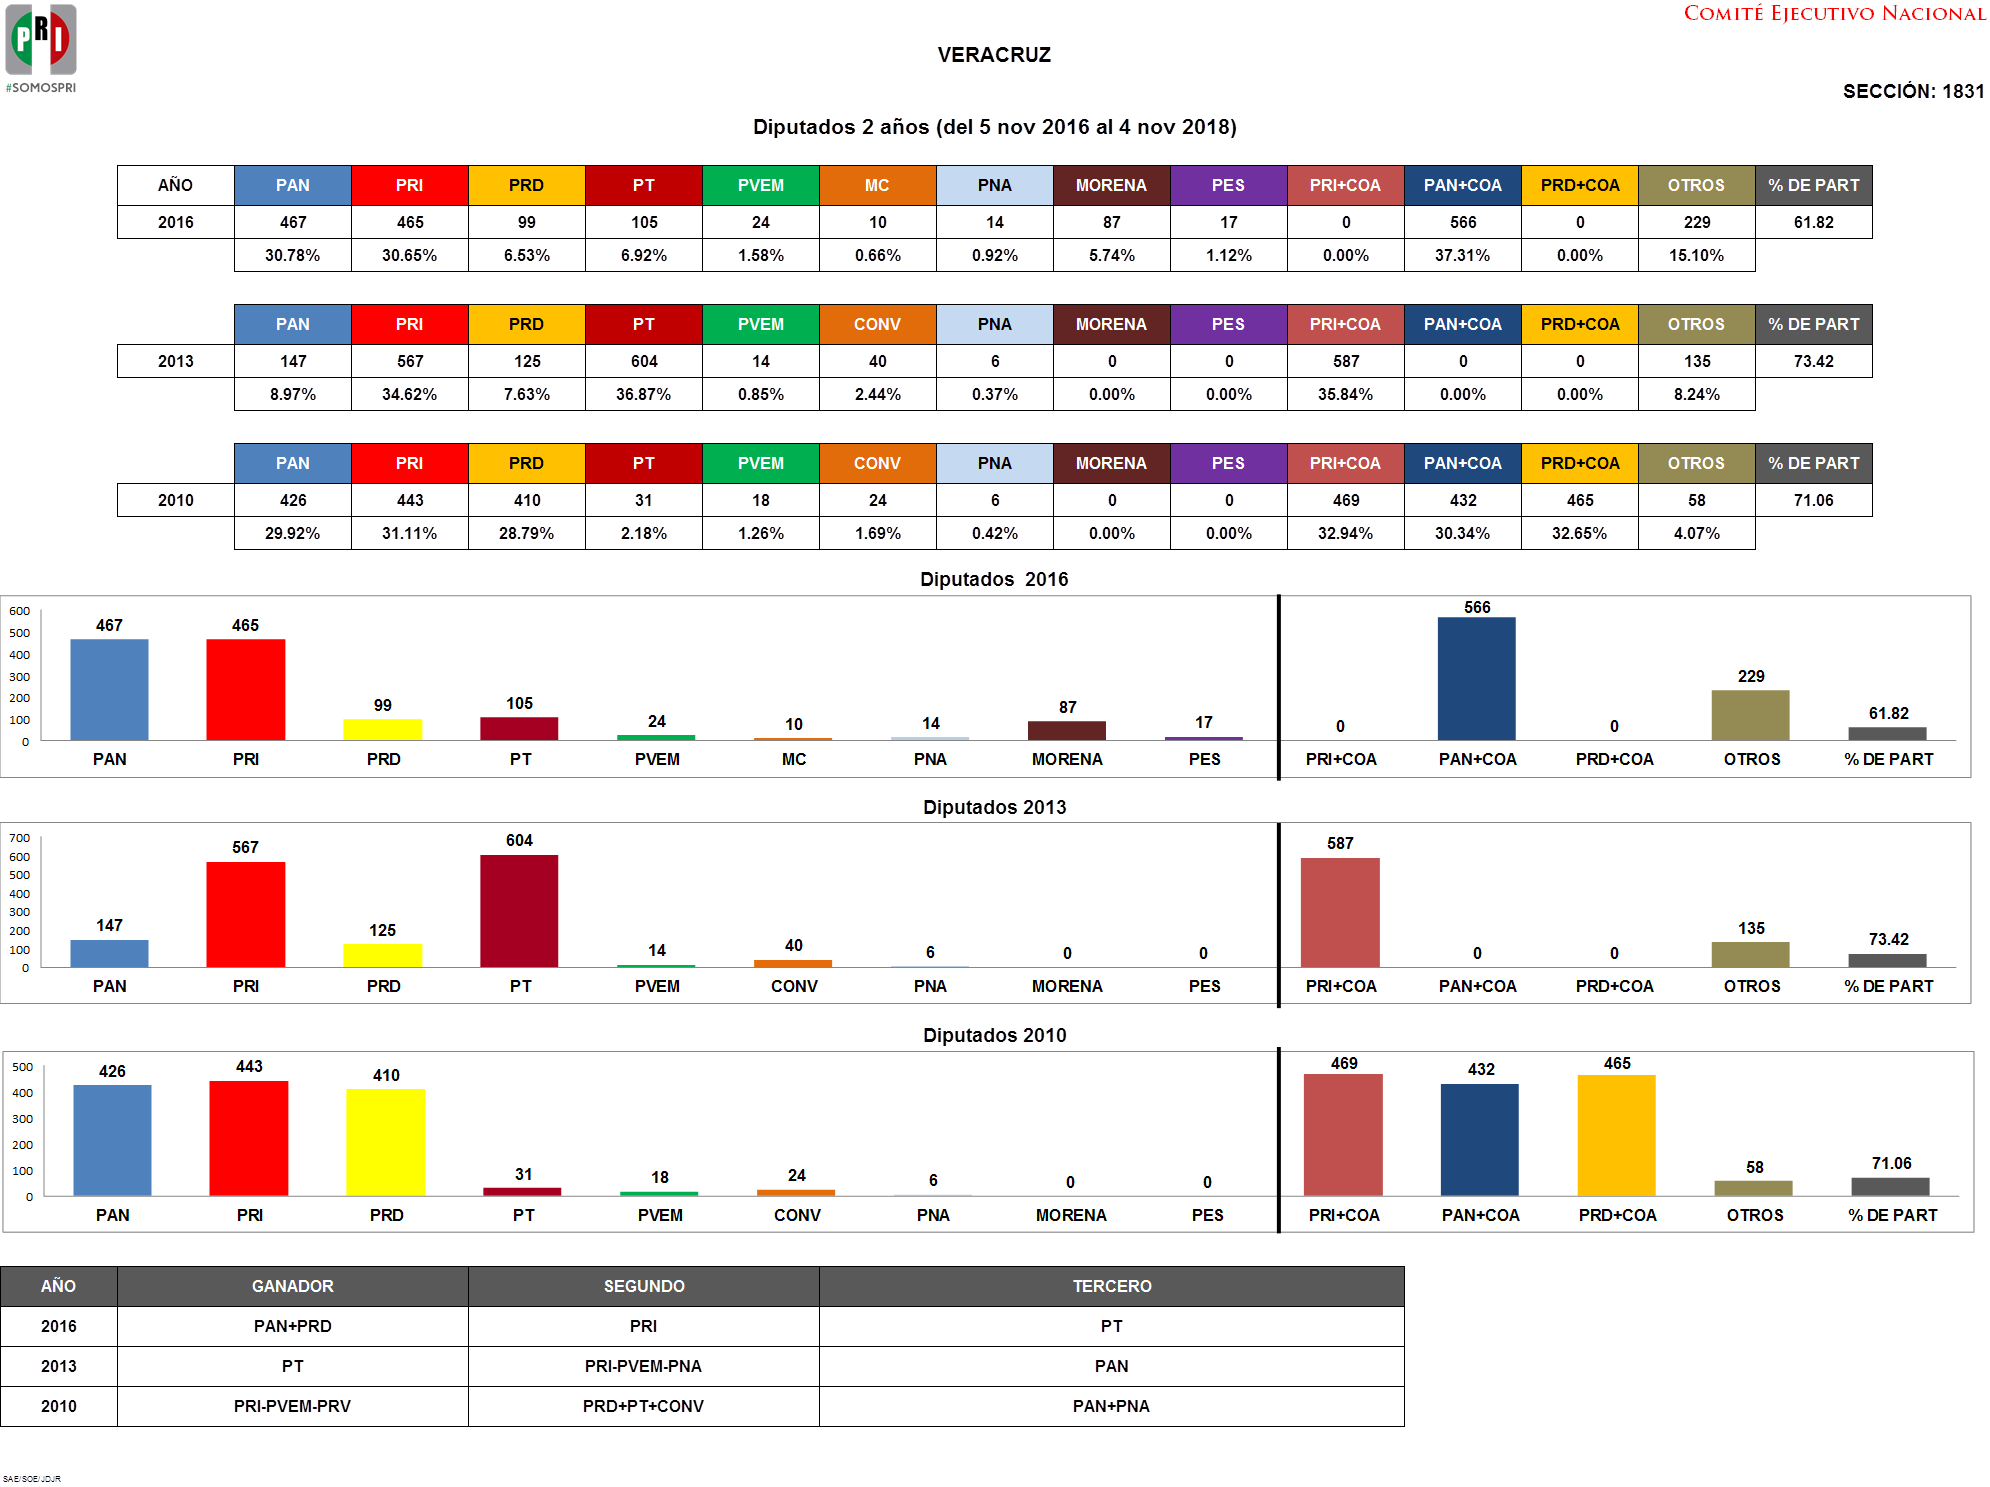 PRI
#SOMOSPRI
COMITÉ EJECUTIVO NACIONAL
VERACRUZ
SECCIÓN: 1831
Diputados 2 años (del 5 nov 2016 al 4 nov 2018)
AÑO PAN PRI PRD PT PVEM MC PNA MORENA PES PRI+COA PAN+COA PRD+COA OTROS % DE PART
2016 467 465 99 105 24 10 14 87 17 0 566 0 229 61.82
30.78% 30.65% 6.53% 6.92% 1.58% 0.66% 0.92% 5.74% 1.12% 0.00% 37.31% 0.00% 15.10%
PAN PRI PRD PT PVEM CONV PNA MORENA PES PRI+COA PAN+COA PRD+COA OTROS % DE PART
2013 147 567 125 604 14 40 6 0 0 587 0 0 135 73.42
8.97% 34.62% 7.63% 36.87% 0.85% 2.44% 0.37% 0.00% 0.00% 35.84% 0.00% 0.00% 8.24%
PAN PRI PRD PT PVEM CONV PNA MORENA PES PRI+COA PAN+COA PRD+COA OTROS % DE PART
2010 426 443 410 31 18 24 6 0 0 469 432 465 58 71.06
29.92% 31.11% 28.79% 2.18% 1.26% 1.69% 0.42% 0.00% 0.00% 32.94% 30.34% 32.65% 4.07%
Diputados 2016
600
500
400
300
200
100
0
467 465 99 105 24 10 14 87 17 0 566 0 229 61.82
PAN PRI PRD PT PVEM MC PNA MORENA PES PRI+COA PAN+COA PRD+COA OTROS % DE PART
Diputados 2013
700
600
500
400
300
200
100
0
147 567 125 604 14 40 6 0 0 587 0 0 135 73.42
PAN PRI PRD PT PVEM CONV PNA MORENA PES PRI+COA PAN+COA PRD+COA OTROS % DE PART
Diputados 2010
500
400
300
200
100
0
426 443 410 31 18 24 6 0 0 469 432 465 58 71.06
PAN PRI PRD PT PVEM CONV PNA MORENA PES PRI+COA PAN+COA PRD+COA OTROS % DE PART
AÑO GANADOR SEGUNDO TERCERO
2016 PAN+PRD PRI PT
2013 PT PRI-PVEM-PNA PAN
2010 PRI-PVEM-PRV PRD+PT+CONV PAN+PNA
SAE/SOE/JDJR